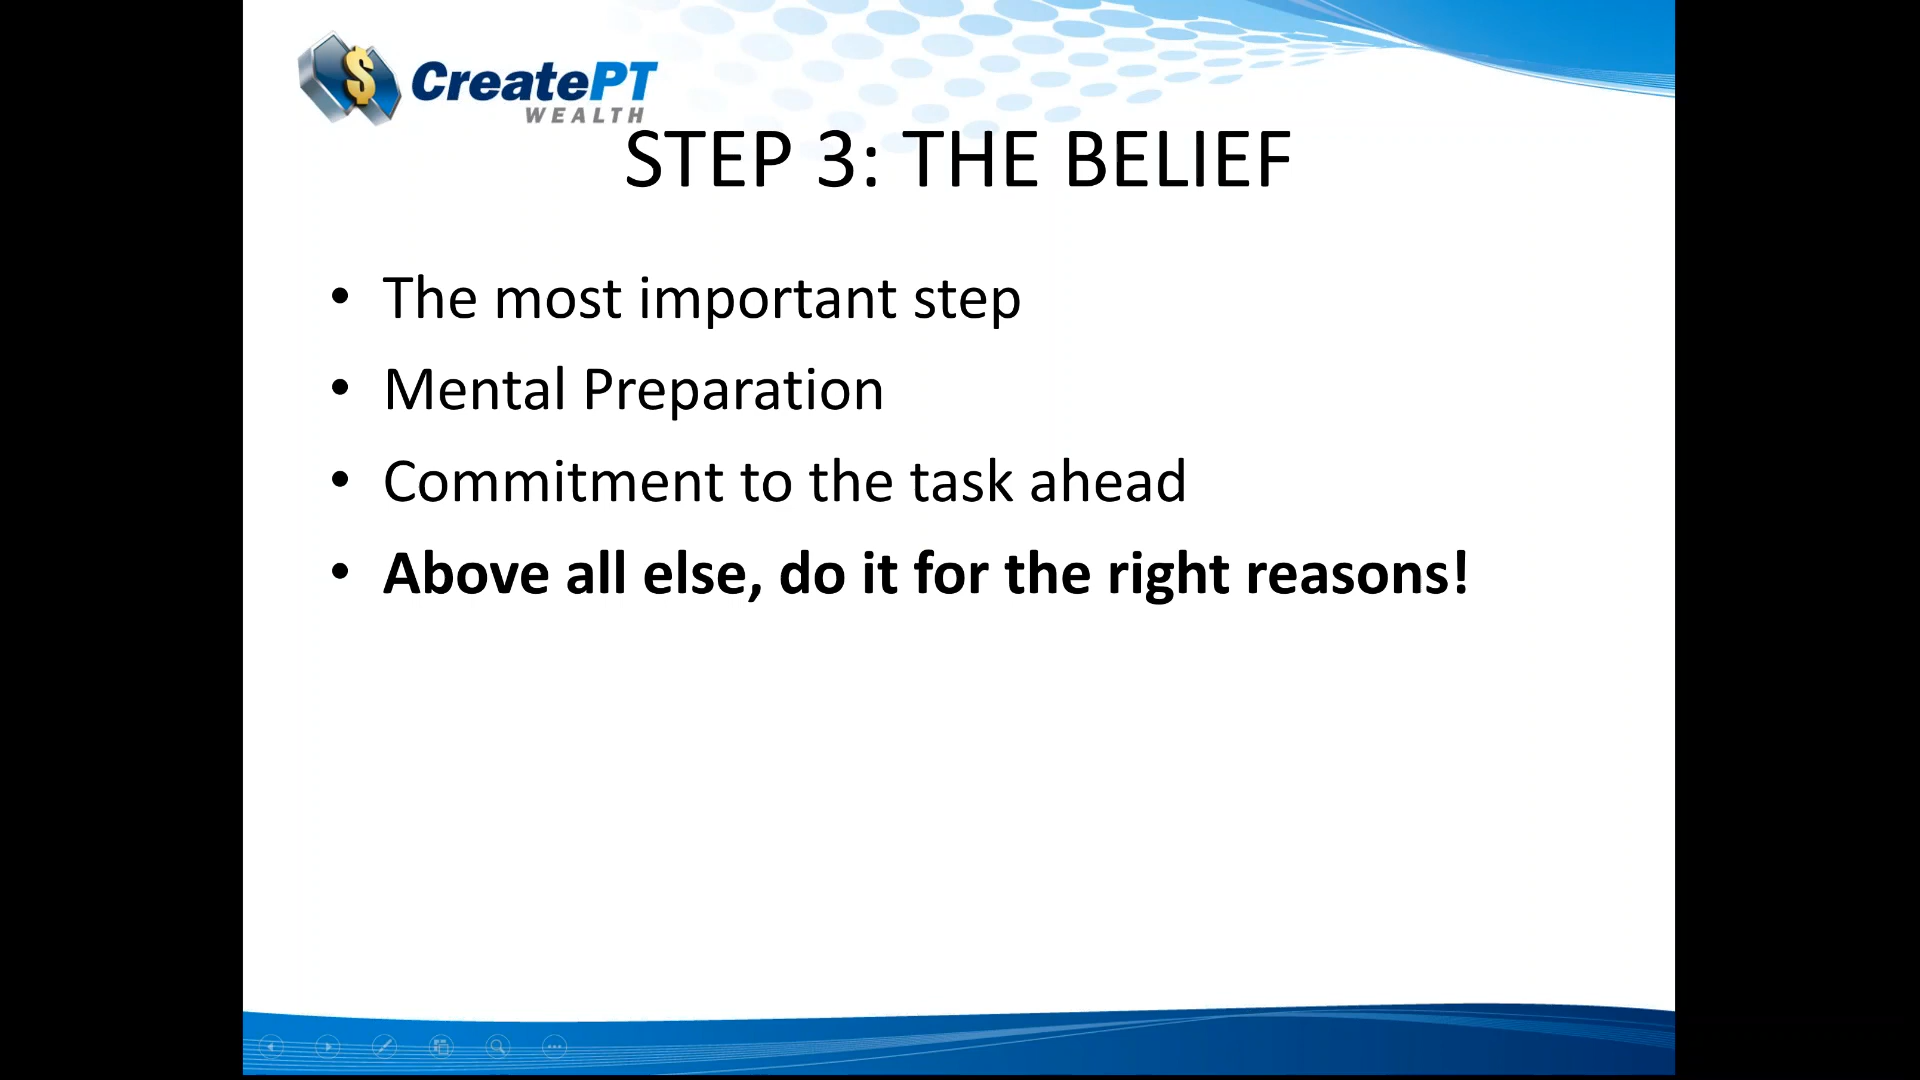 $
CreatePT
WEALTH
STEP 3: THE BELIEF
• The most important step
• Mental Preparation
• Commitment to the task ahead
• Above all else, do it for the right reasons!